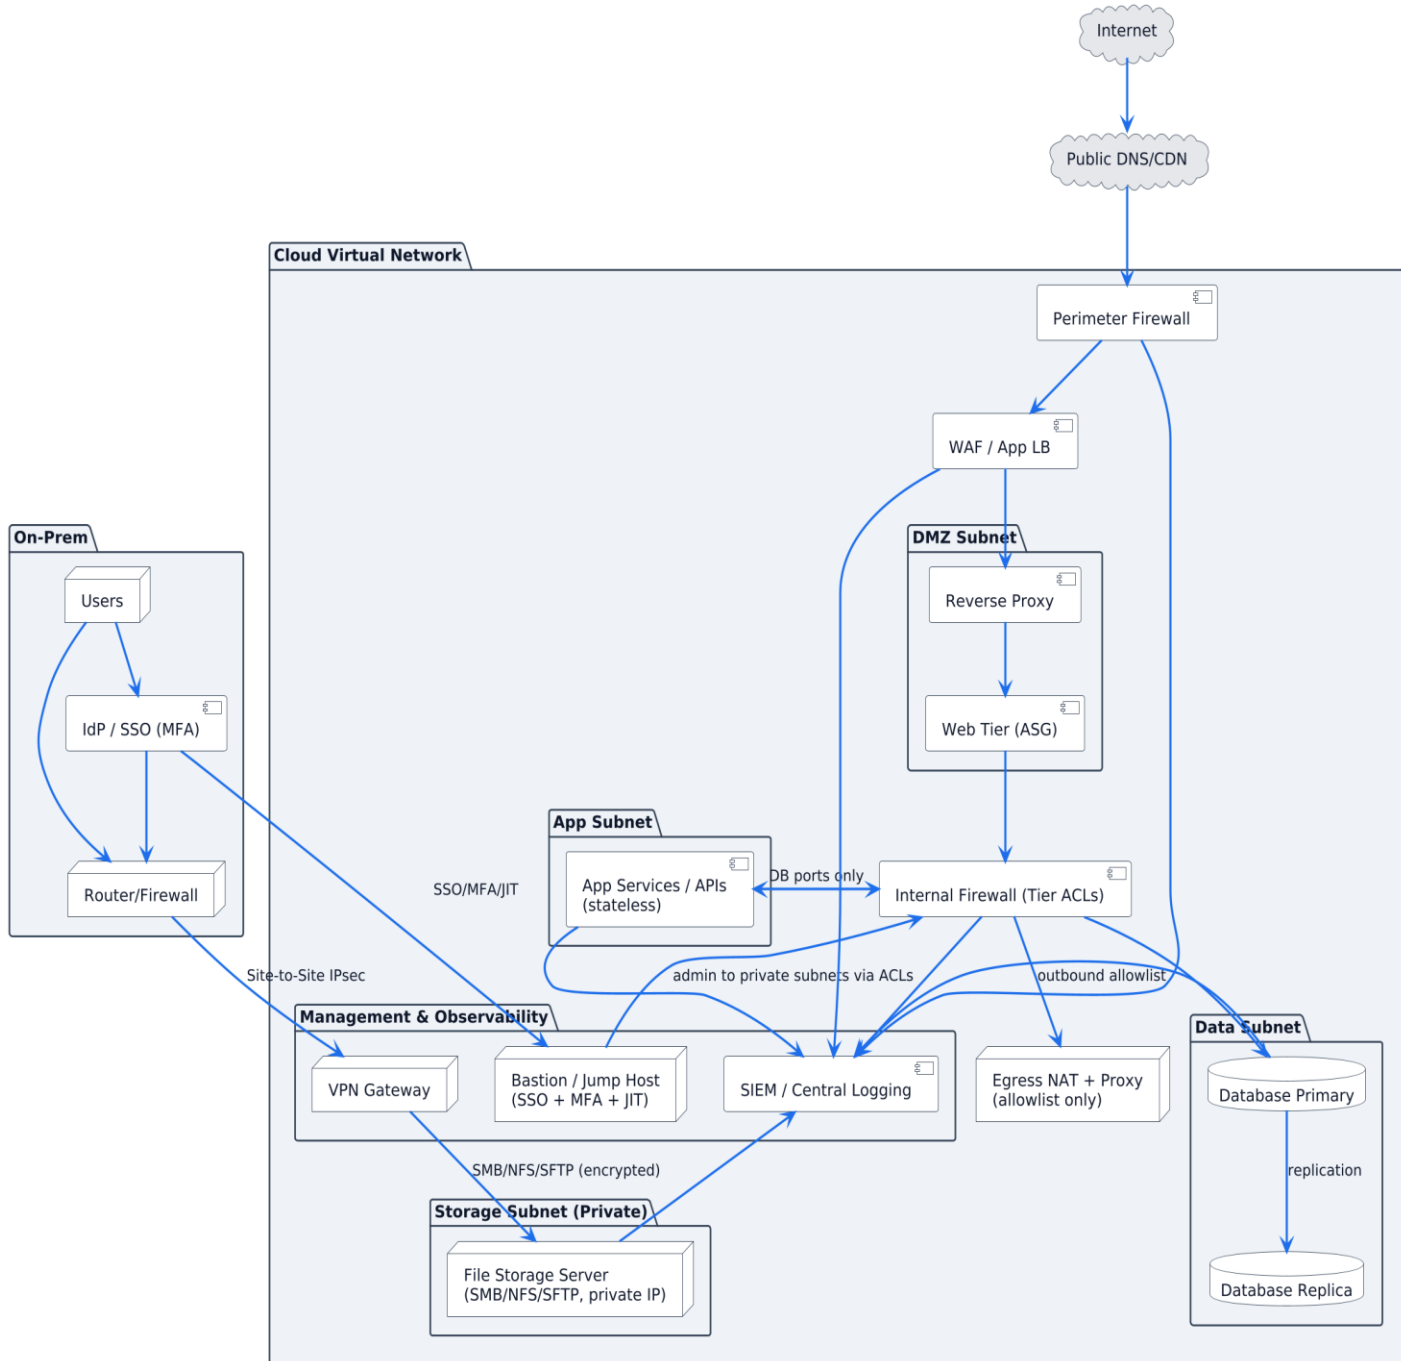 Internet
Public DNS/CDN
Cloud Virtual Network
Perimeter Firewall
WAF / App LB
On-Prem
DMZ Subnet
Users
Reverse Proxy
IdP / SSO (MFA)
Web Tier (ASG)
App Subnet
App Services / APIs
(stateless)
DB ports only
Internal Firewall (Tier ACLs)
Router/Firewall
SSO/MFA/JIT
Site-to-Site IPsec
admin to private subnets via ACLs
outbound allowlist
Management & Observability
Data Subnet
VPN Gateway
Bastion / Jump Host
(SSO + MFA + JIT)
SIEM / Central Logging
Egress NAT + Proxy
(allowlist only)
Database Primary
SMB/NFS/SFTP (encrypted)
replication
Storage Subnet (Private)
File Storage Server
(SMB/NFS/SFTP, private IP)
Database Replica